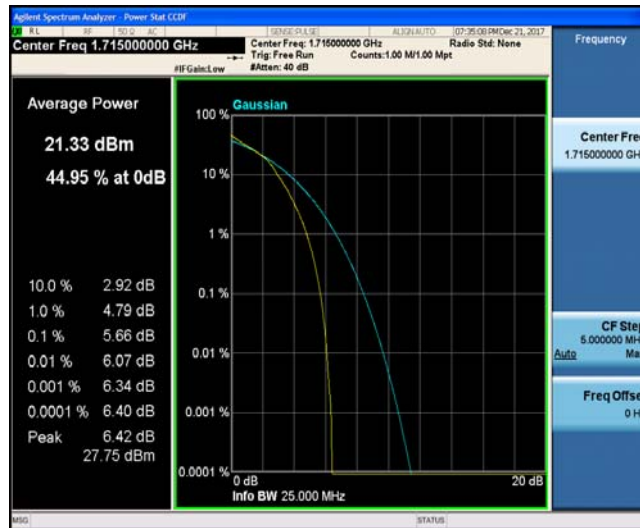 Agilent Spectrum Analyzer - Power Stat CCDF
RL RF 50 Ω AC SENSE:PULSE ALIGN AUTO 07:35:08 PM Dec 21, 2017
Center Freq 1.715000000 GHz
Center Freq: 1.715000000 GHz Radio Std: None
Trig: Free Run Counts:1.00 M/1.00 Mpt
#IFGain:Low #Atten: 40 dB
Frequency
Average Power
21.33 dBm
44.95 % at 0dB
10.0 % 2.92 dB
1.0 % 4.79 dB
0.1 % 5.66 dB
0.01 % 6.07 dB
0.001 % 6.34 dB
0.0001 % 6.40 dB
Peak 6.42 dB
27.75 dBm
Gaussian
100 %
10 %
1 %
0.1 %
0.01 %
0.001 %
0.0001 %
0 dB 20 dB
Info BW 25.000 MHz
Center Fre
1.715000000 GH
CF Ste
5.000000 MH
Auto Ma
Freq Offse
0 H
MSG STATUS